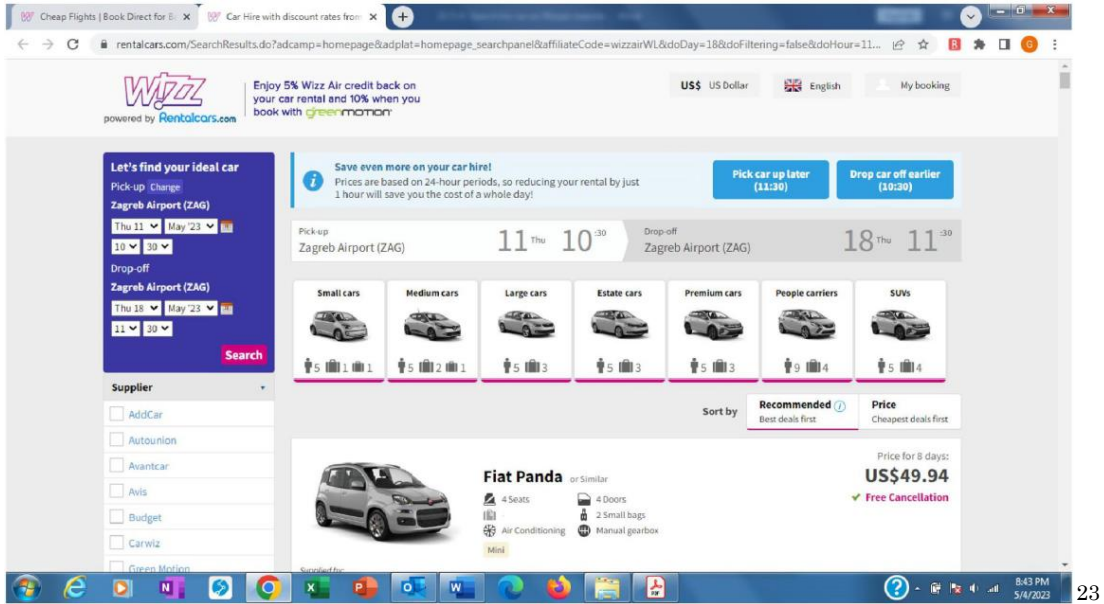 Cheap Flights | Book Direct for
Car Hire with discount rates from
rentalcars.com/SearchResults.do?adcamp=homepage&adplat=homepage_searchpanel&affiliateCode=wizzairWL&doDay=18&doFiltering=false&doHour=11...
WIZZ
powered by Rentalcars.com
Enjoy 5% Wizz Air credit back on
your car rental and 10% when you
book with greenmotion
US$ US Dollar
English
My booking
Let's find your ideal car
Pick-up Change
Zagreb Airport (ZAG)
Thu 11 May '23
10 30
Drop-off
Zagreb Airport (ZAG)
Thu 18 May '23
11 30
Search
Supplier
AddCar
Autounion
Avantcar
Avis
Budget
Carwiz
Green Motion
Save even more on your car hire!
Prices are based on 24-hour periods, so reducing your rental by just
1 hour will save you the cost of a whole day!
Pick car up later
(11:30)
Drop car off earlier
(10:30)
Pick-up
Zagreb Airport (ZAG)
11 Thu 10 :30
Drop-off
Zagreb Airport (ZAG)
18 Thu 11 :30
Small cars
5 1 1
Medium cars
5 2 1
Large cars
5 3
Estate cars
5 3
Premium cars
5 3
People carriers
9 4
SUVs
5 4
Sort by
Recommended
Best deals first
Price
Cheapest deals first
Fiat Panda or Similar
4 Seats
4 Doors
-
2 Small bags
Air Conditioning
Manual gearbox
Mini
Price for 8 days:
US$49.94
Free Cancellation
Supplied by:
8:43 PM
5/4/2023
23